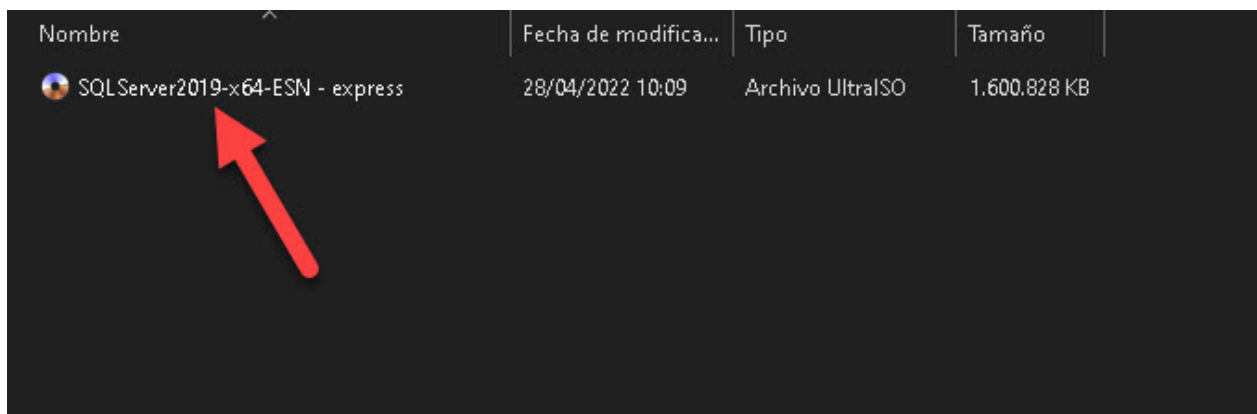 Nombre Fecha de modifica... Tipo Tamaño
SQLServer2019-x64-ESN - express 28/04/2022 10:09 Archivo UltraISO 1.600.828 KB